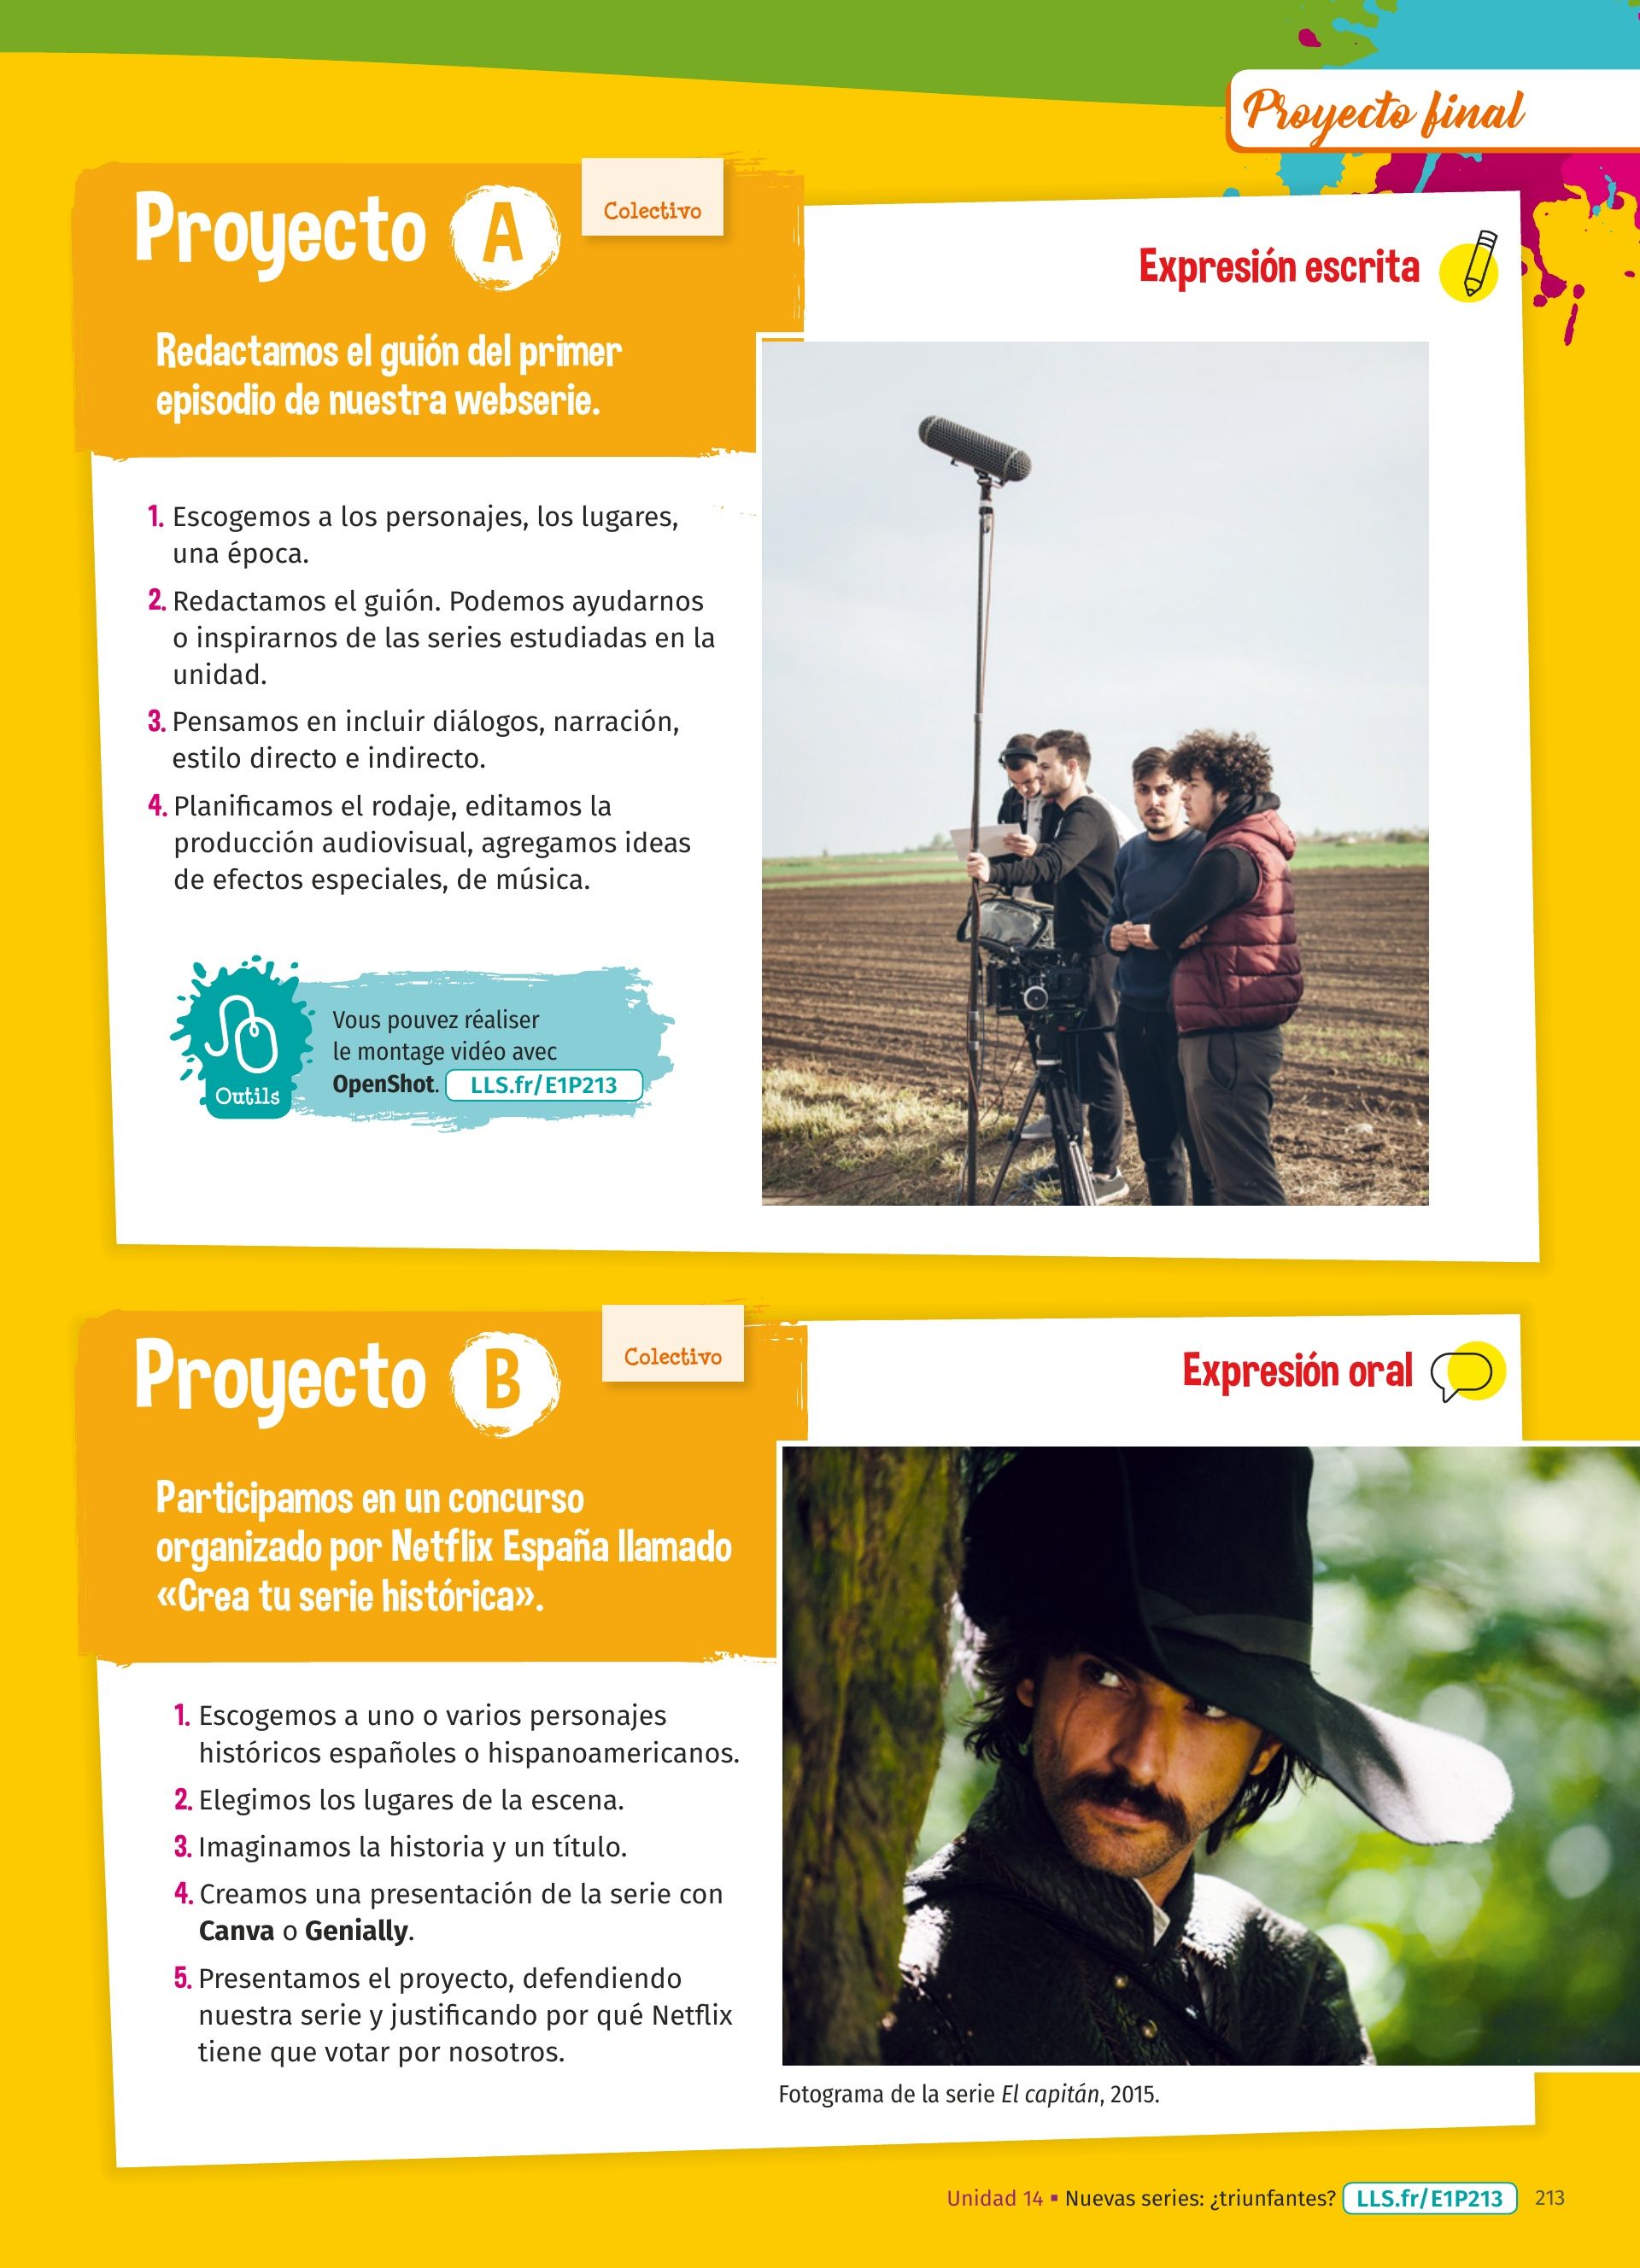 Proyecto final
Proyecto A
Colectivo
Expresión escrita
Redactamos el guión del primer
episodio de nuestra webserie.
1. Escogemos a los personajes, los lugares,
una época.
2. Redactamos el guión. Podemos ayudarnos
o inspirarnos de las series estudiadas en la
unidad.
3. Pensamos en incluir diálogos, narración,
estilo directo e indirecto.
4. Planificamos el rodaje, editamos la
producción audiovisual, agregamos ideas
de efectos especiales, de música.
Outils
Vous pouvez réaliser
le montage vidéo avec
OpenShot. LLS.fr/E1P213
Proyecto B
Colectivo
Expresión oral
Participamos en un concurso
organizado por Netflix España llamado
«Crea tu serie histórica».
1. Escogemos a uno o varios personajes
históricos españoles o hispanoamericanos.
2. Elegimos los lugares de la escena.
3. Imaginamos la historia y un título.
4. Creamos una presentación de la serie con
Canva o Genially.
5. Presentamos el proyecto, defendiendo
nuestra serie y justificando por qué Netflix
tiene que votar por nosotros.
Fotograma de la serie El capitán, 2015.
Unidad 14 ▪ Nuevas series: ¿triunfantes? LLS.fr/E1P213 213